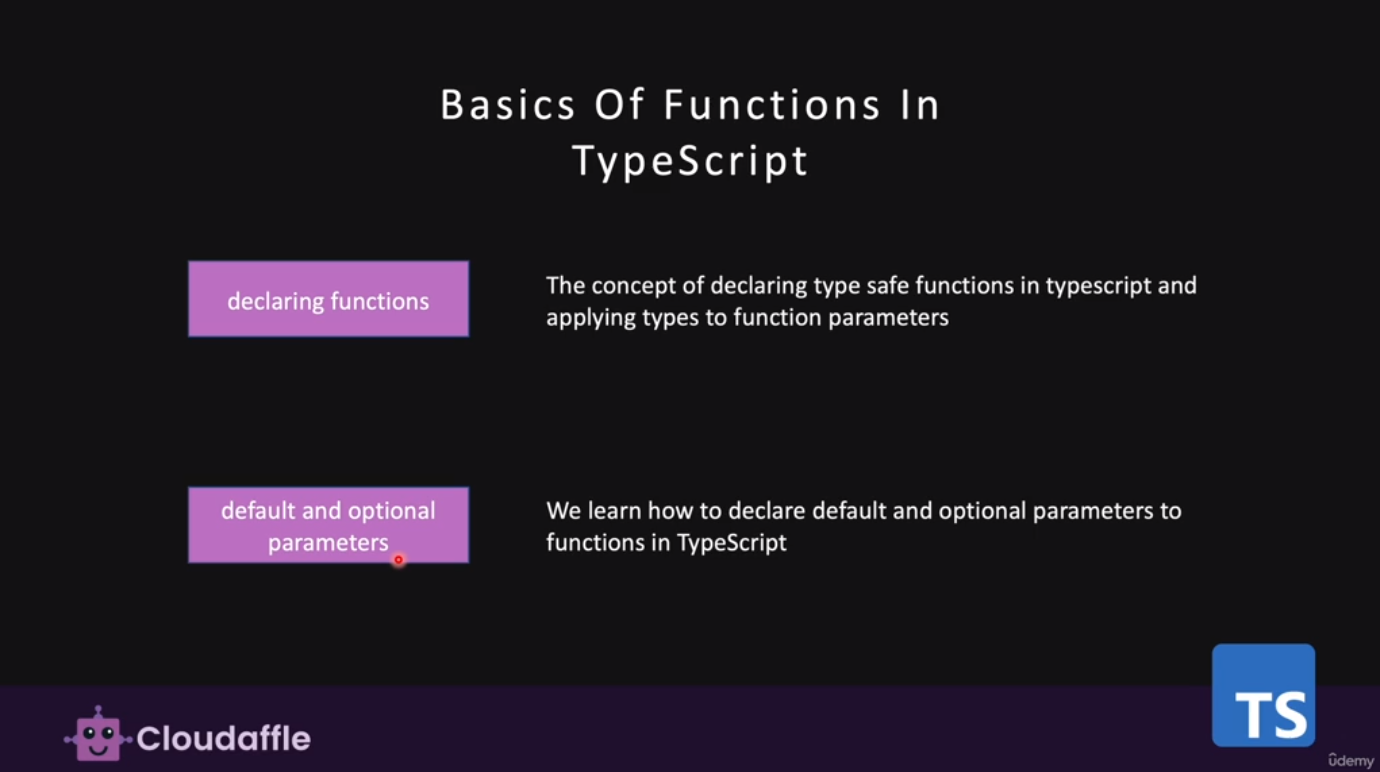 Basics Of Functions In
TypeScript
declaring functions
The concept of declaring type safe functions in typescript and
applying types to function parameters
default and optional
parameters
We learn how to declare default and optional parameters to
functions in TypeScript
TS
Cloudaffle
ûdemy